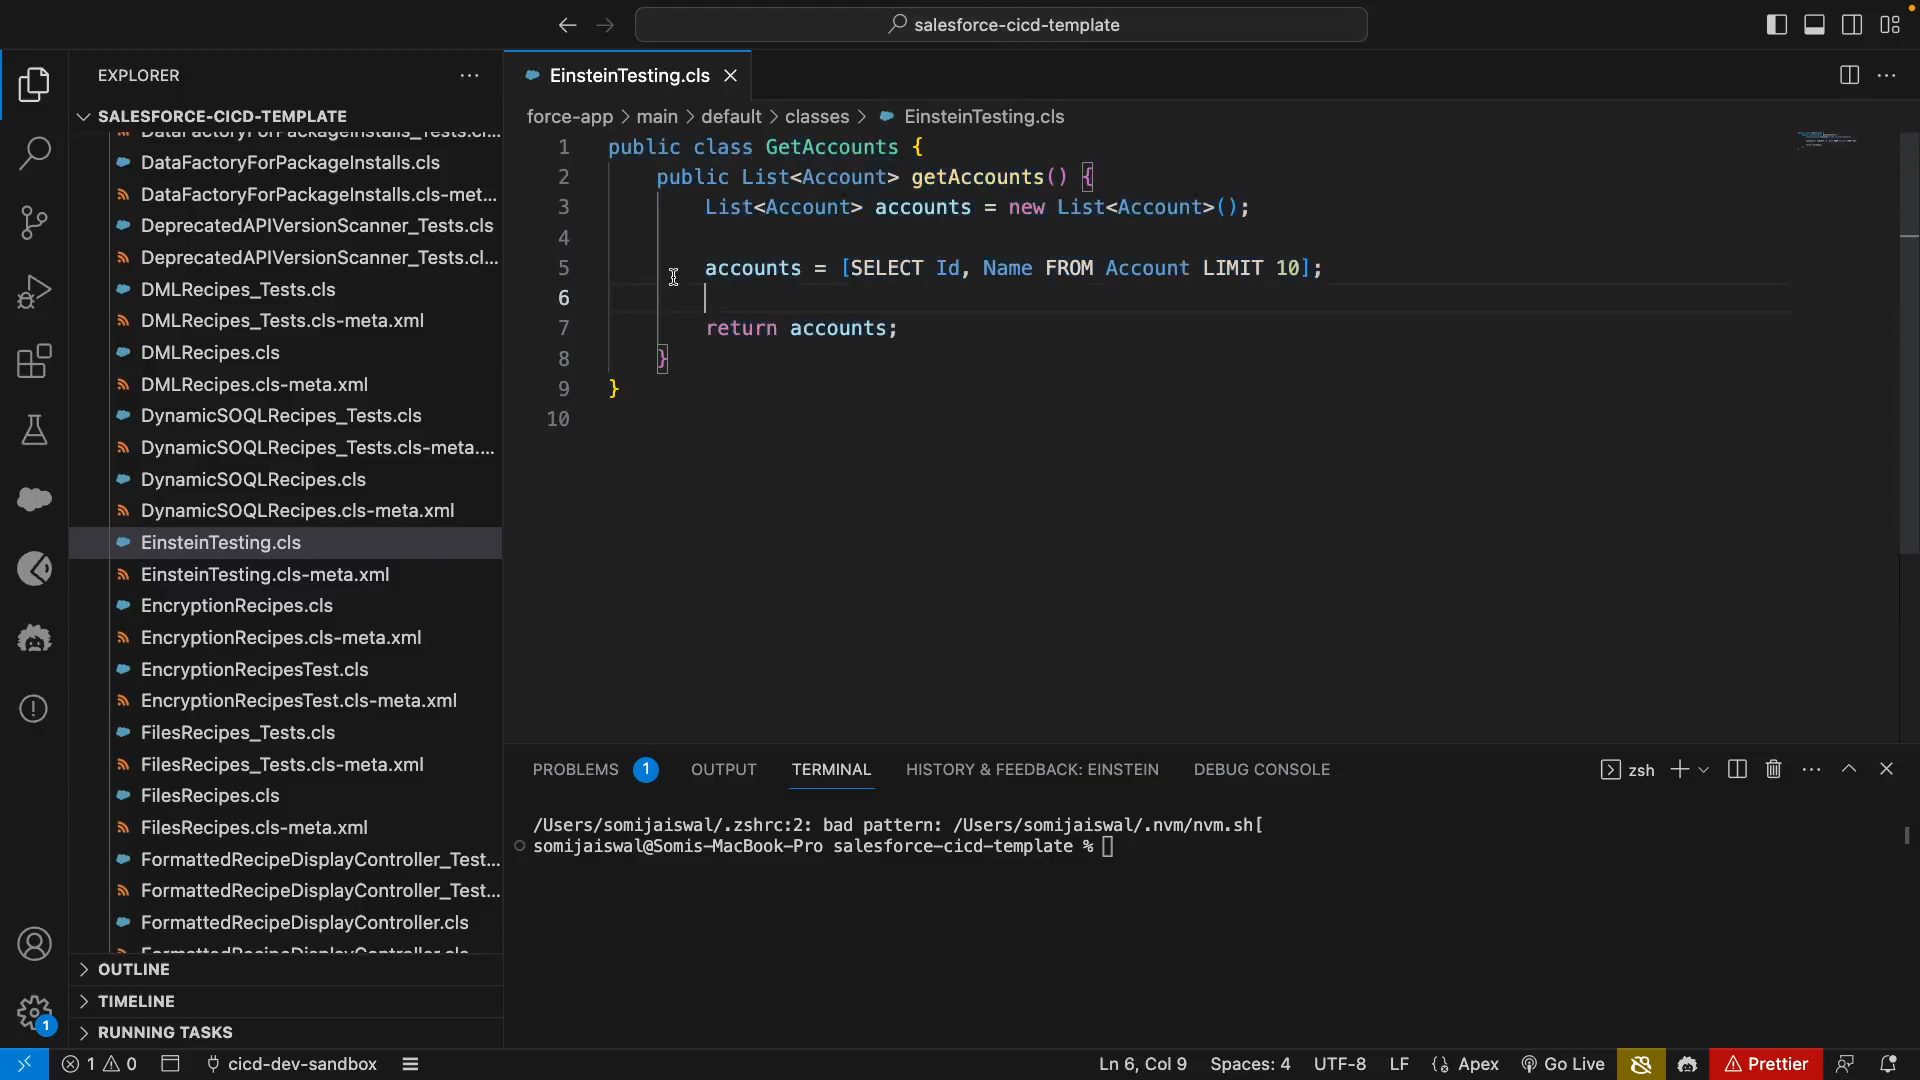 salesforce-cicd-template
EXPLORER
SALESFORCE-CICD-TEMPLATE
DataFactoryForPackageInstalls_Tests.cl...
DataFactoryForPackageInstalls.cls
DataFactoryForPackageInstalls.cls-met...
DeprecatedAPIVersionScanner_Tests.cls
DeprecatedAPIVersionScanner_Tests.cl...
DMLRecipes_Tests.cls
DMLRecipes_Tests.cls-meta.xml
DMLRecipes.cls
DMLRecipes.cls-meta.xml
DynamicSOQLRecipes_Tests.cls
DynamicSOQLRecipes_Tests.cls-meta....
DynamicSOQLRecipes.cls
DynamicSOQLRecipes.cls-meta.xml
EinsteinTesting.cls
EinsteinTesting.cls-meta.xml
EncryptionRecipes.cls
EncryptionRecipes.cls-meta.xml
EncryptionRecipesTest.cls
EncryptionRecipesTest.cls-meta.xml
FilesRecipes_Tests.cls
FilesRecipes_Tests.cls-meta.xml
FilesRecipes.cls
FilesRecipes.cls-meta.xml
FormattedRecipeDisplayController_Test...
FormattedRecipeDisplayController_Test...
FormattedRecipeDisplayController.cls
OUTLINE
TIMELINE
RUNNING TASKS
1
EinsteinTesting.cls
force-app > main > default > classes > EinsteinTesting.cls
1 public class GetAccounts {
2 public List<Account> getAccounts() {
3 List<Account> accounts = new List<Account>();
4
5 accounts = [SELECT Id, Name FROM Account LIMIT 10];
6
7 return accounts;
8 }
9 }
10
PROBLEMS 1 OUTPUT TERMINAL HISTORY & FEEDBACK: EINSTEIN DEBUG CONSOLE zsh
/Users/somijaiswal/.zshrc:2: bad pattern: /Users/somijaiswal/.nvm/nvm.sh[
somijaiswal@Somis-MacBook-Pro salesforce-cicd-template %
1 0 cicd-dev-sandbox Ln 6, Col 9 Spaces: 4 UTF-8 LF {} Apex Go Live Prettier